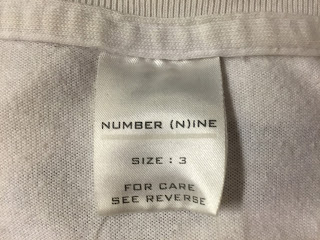 NUMBER (N)iNE
SIZE : 3
FOR CARE
SEE REVERSE